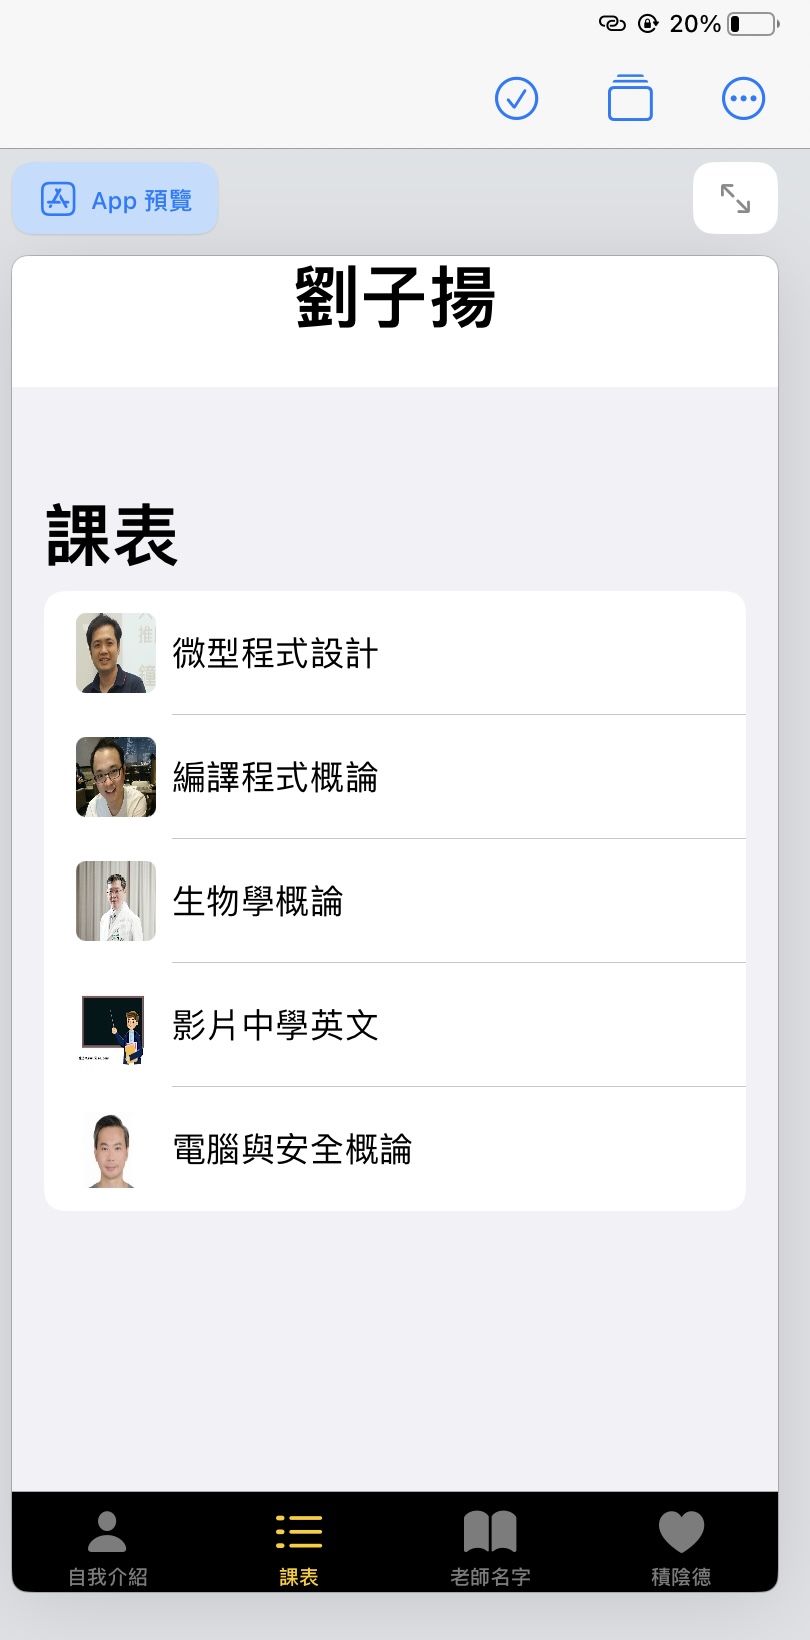 20%
App 預覽
劉子揚
課表
微型程式設計
編譯程式概論
生物學概論
影片中學英文
電腦與安全概論
自我介紹
課表
老師名字
積陰德